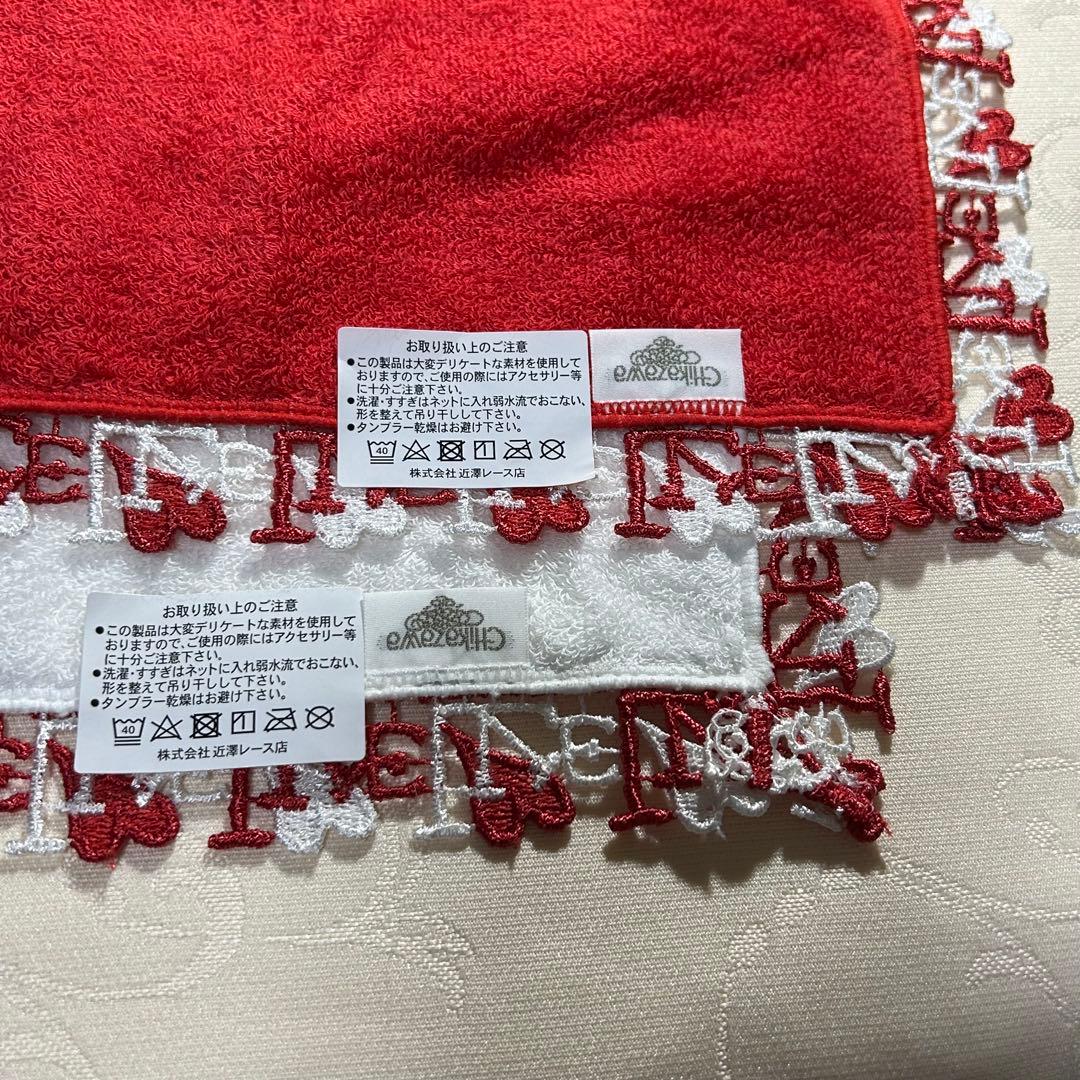 お取り扱い上のご注意
●この製品は大変デリケートな素材を使用して
おりますので、ご使用の際にはアクセサリー等
に十分ご注意下さい。
●洗濯・すすぎはネットに入れ弱水流でおこない、
形を整えて吊り干しして下さい。
●タンブラー乾燥はお避け下さい。
40
株式会社 近澤レース店
CHikazawa
お取り扱い上のご注意
●この製品は大変デリケートな素材を使用して
おりますので、ご使用の際にはアクセサリー等
に十分ご注意下さい。
●洗濯・すすぎはネットに入れ弱水流でおこない、
形を整えて吊り干しして下さい。
●タンブラー乾燥はお避け下さい。
40
株式会社 近澤レース店
CHikazawa